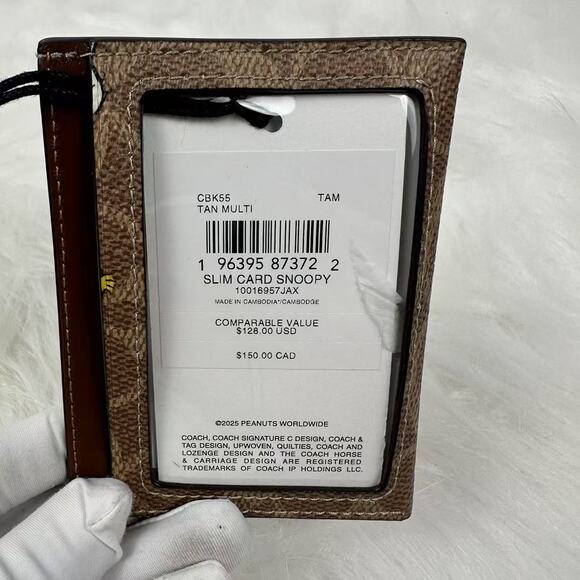 CBK55 TAM
TAN MULTI
1 96395 87372 2
SLIM CARD SNOOPY
10016957JAX
MADE IN CAMBODIA*/CAMBODGE
COMPARABLE VALUE
$128.00 USD
$150.00 CAD
©2025 PEANUTS WORLDWIDE
COACH, COACH SIGNATURE C DESIGN, COACH &
TAG DESIGN, UPWOVEN, QUILTIES, COACH AND
LOZENGE DESIGN AND THE COACH HORSE
& CARRIAGE DESIGN ARE REGISTERED
TRADEMARKS OF COACH IP HOLDINGS LLC.